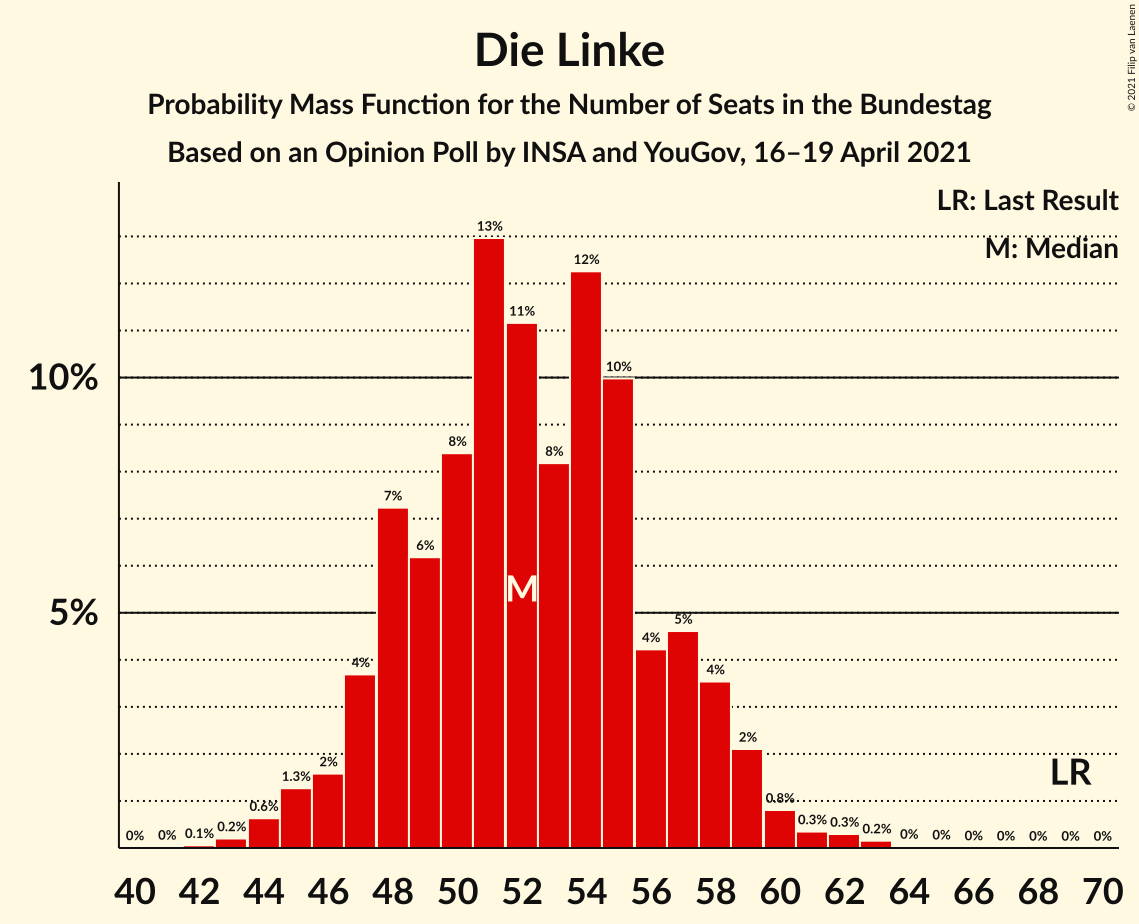 Die Linke
Probability Mass Function for the Number of Seats in the Bundestag
Based on an Opinion Poll by INSA and YouGov, 16–19 April 2021
© 2021 Filip van Laenen
LR: Last Result
M: Median
10%
5%
0% 0% 0.1% 0.2% 0.6% 1.3% 2% 4% 7% 6% 8% 13% 11% 8% 12% 10% 4% 5% 4% 2% 0.8% 0.3% 0.3% 0.2% 0% 0% 0% 0% 0% 0% 0%
M
LR
40 42 44 46 48 50 52 54 56 58 60 62 64 66 68 70